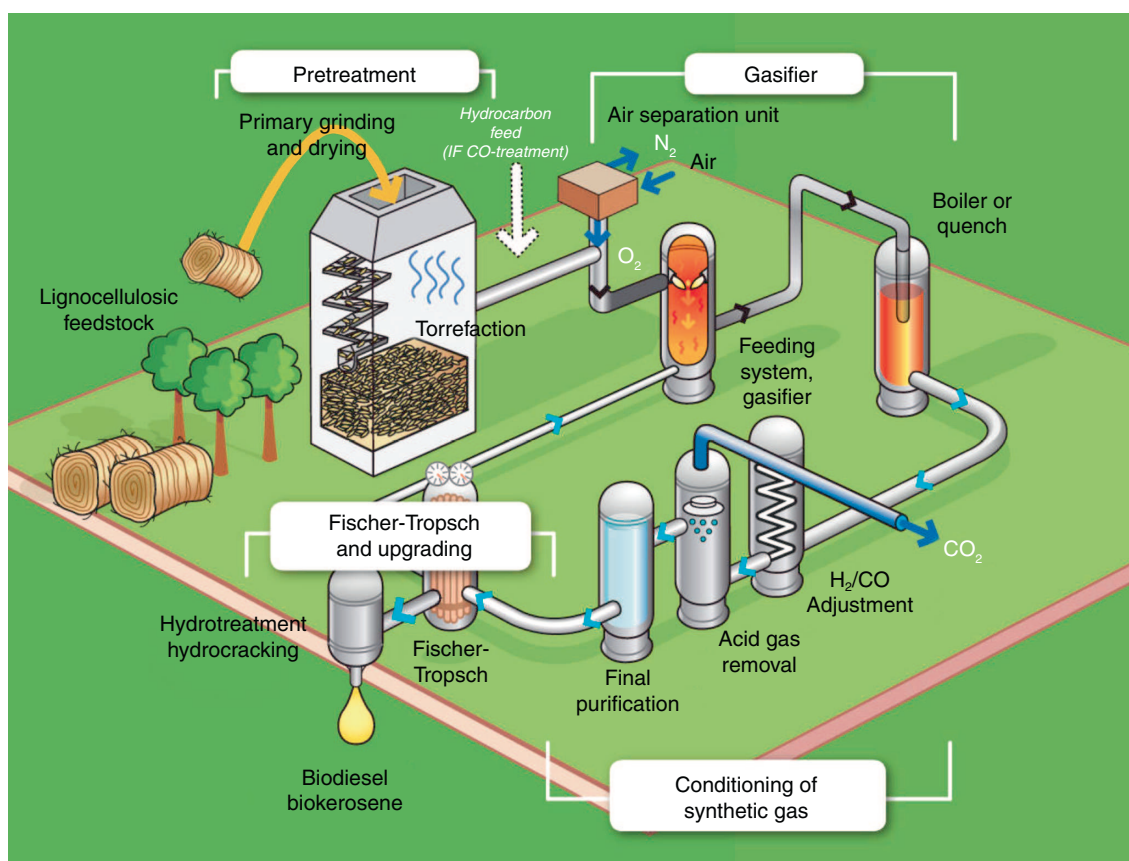 Pretreatment
Gasifier
Primary grinding
and drying
Hydrocarbon
feed
(IF CO-treatment)
Air separation unit
N₂
Air
Boiler or
quench
O₂
Lignocellulosic
feedstock
Torrefaction
Feeding
system,
gasifier
Fischer-Tropsch
and upgrading
CO₂
H₂/CO
Adjustment
Hydrotreatment
hydrocracking
Fischer-
Tropsch
Acid gas
removal
Final
purification
Biodiesel
biokerosene
Conditioning of
synthetic gas